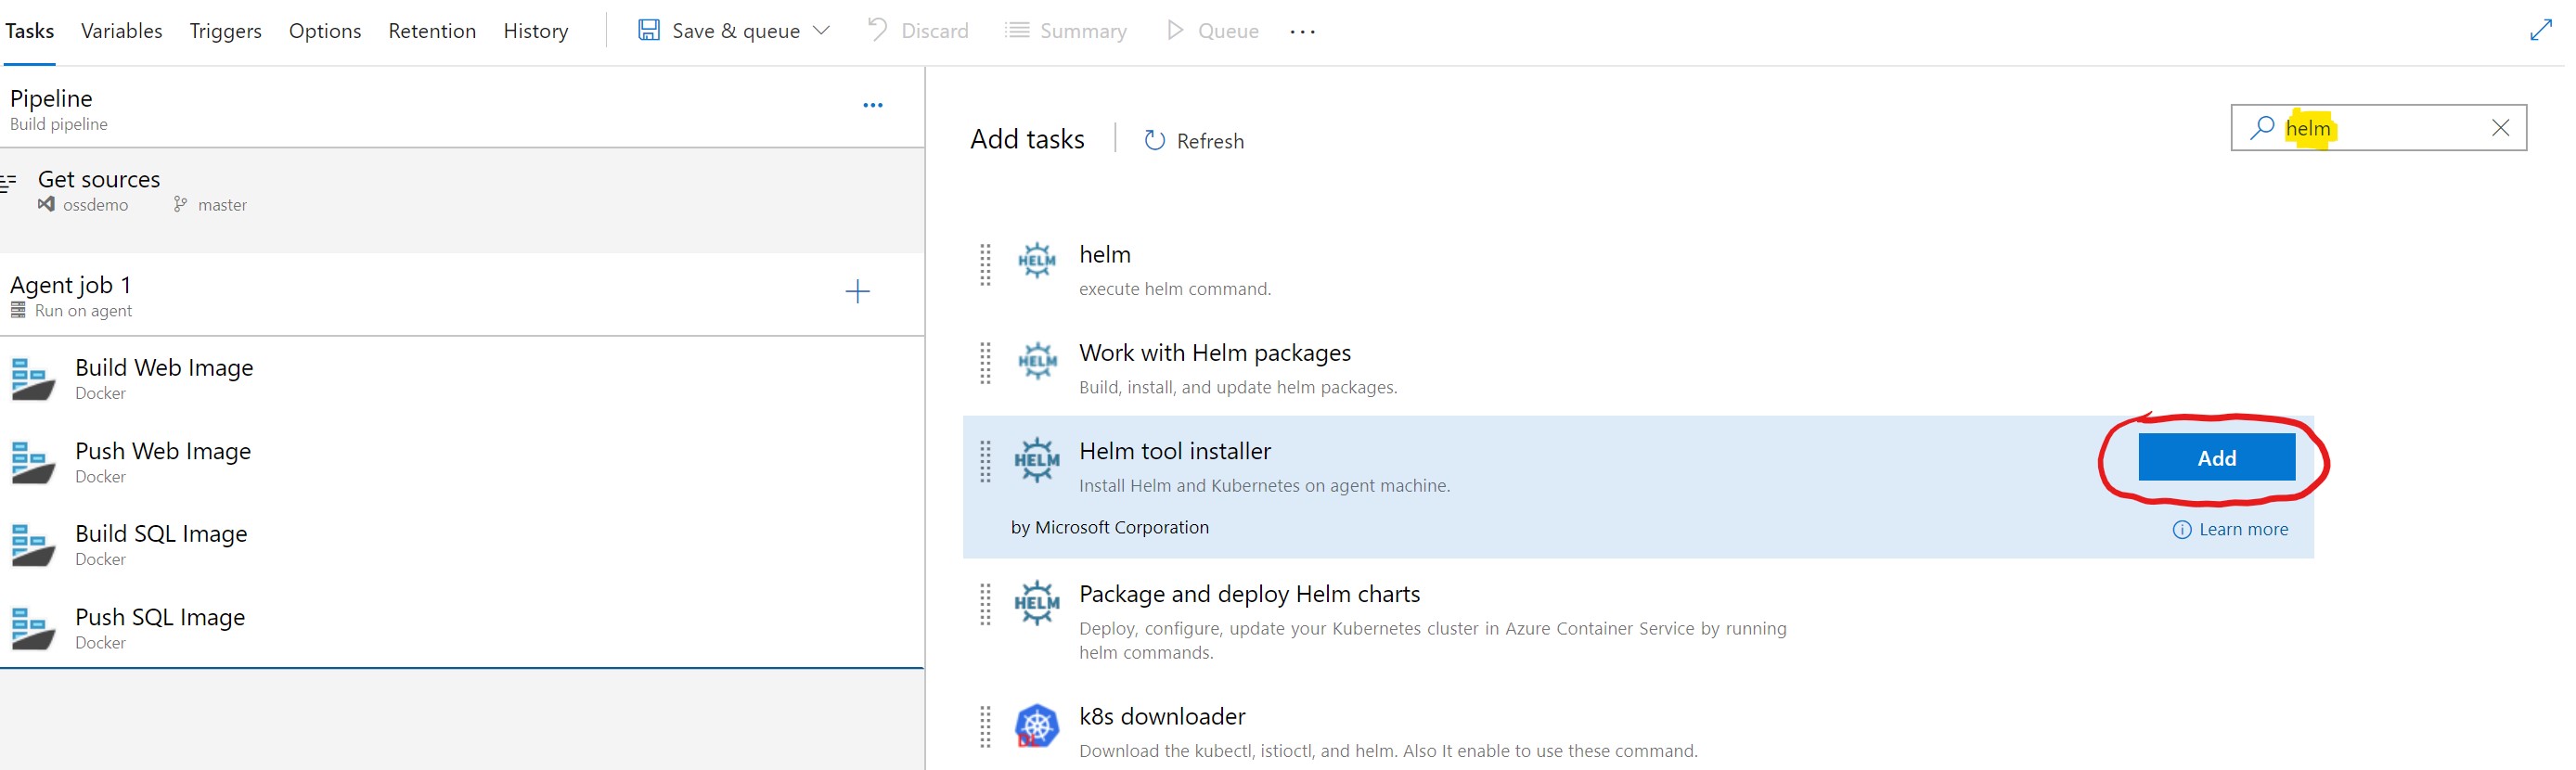 Tasks Variables Triggers Options Retention History Save & queue Discard Summary Queue ...
Pipeline
Build pipeline
Get sources
ossdemo master
Agent job 1
Run on agent
Build Web Image
Docker
Push Web Image
Docker
Build SQL Image
Docker
Push SQL Image
Docker
Add tasks Refresh
helm
HELM helm
execute helm command.
HELM Work with Helm packages
Build, install, and update helm packages.
HELM Helm tool installer
Install Helm and Kubernetes on agent machine.
Add
by Microsoft Corporation
Learn more
HELM Package and deploy Helm charts
Deploy, configure, update your Kubernetes cluster in Azure Container Service by running
helm commands.
DL k8s downloader
Download the kubectl, istioctl, and helm. Also It enable to use these command.